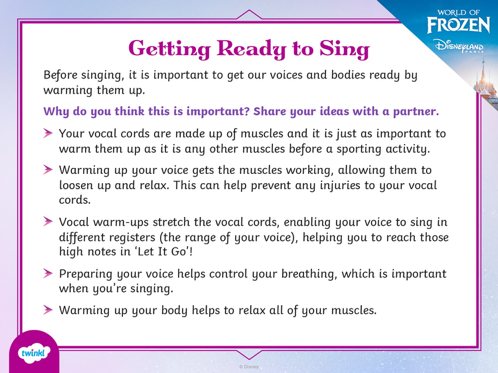 WORLD OF
FROZEN
Disneyland
PARIS
Getting Ready to Sing
Before singing, it is important to get our voices and bodies ready by
warming them up.
Why do you think this is important? Share your ideas with a partner.
Your vocal cords are made up of muscles and it is just as important to
warm them up as it is any other muscles before a sporting activity.
Warming up your voice gets the muscles working, allowing them to
loosen up and relax. This can help prevent any injuries to your vocal
cords.
Vocal warm-ups stretch the vocal cords, enabling your voice to sing in
different registers (the range of your voice), helping you to reach those
high notes in ‘Let It Go’!
Preparing your voice helps control your breathing, which is important
when you’re singing.
Warming up your body helps to relax all of your muscles.
twinkl
© Disney